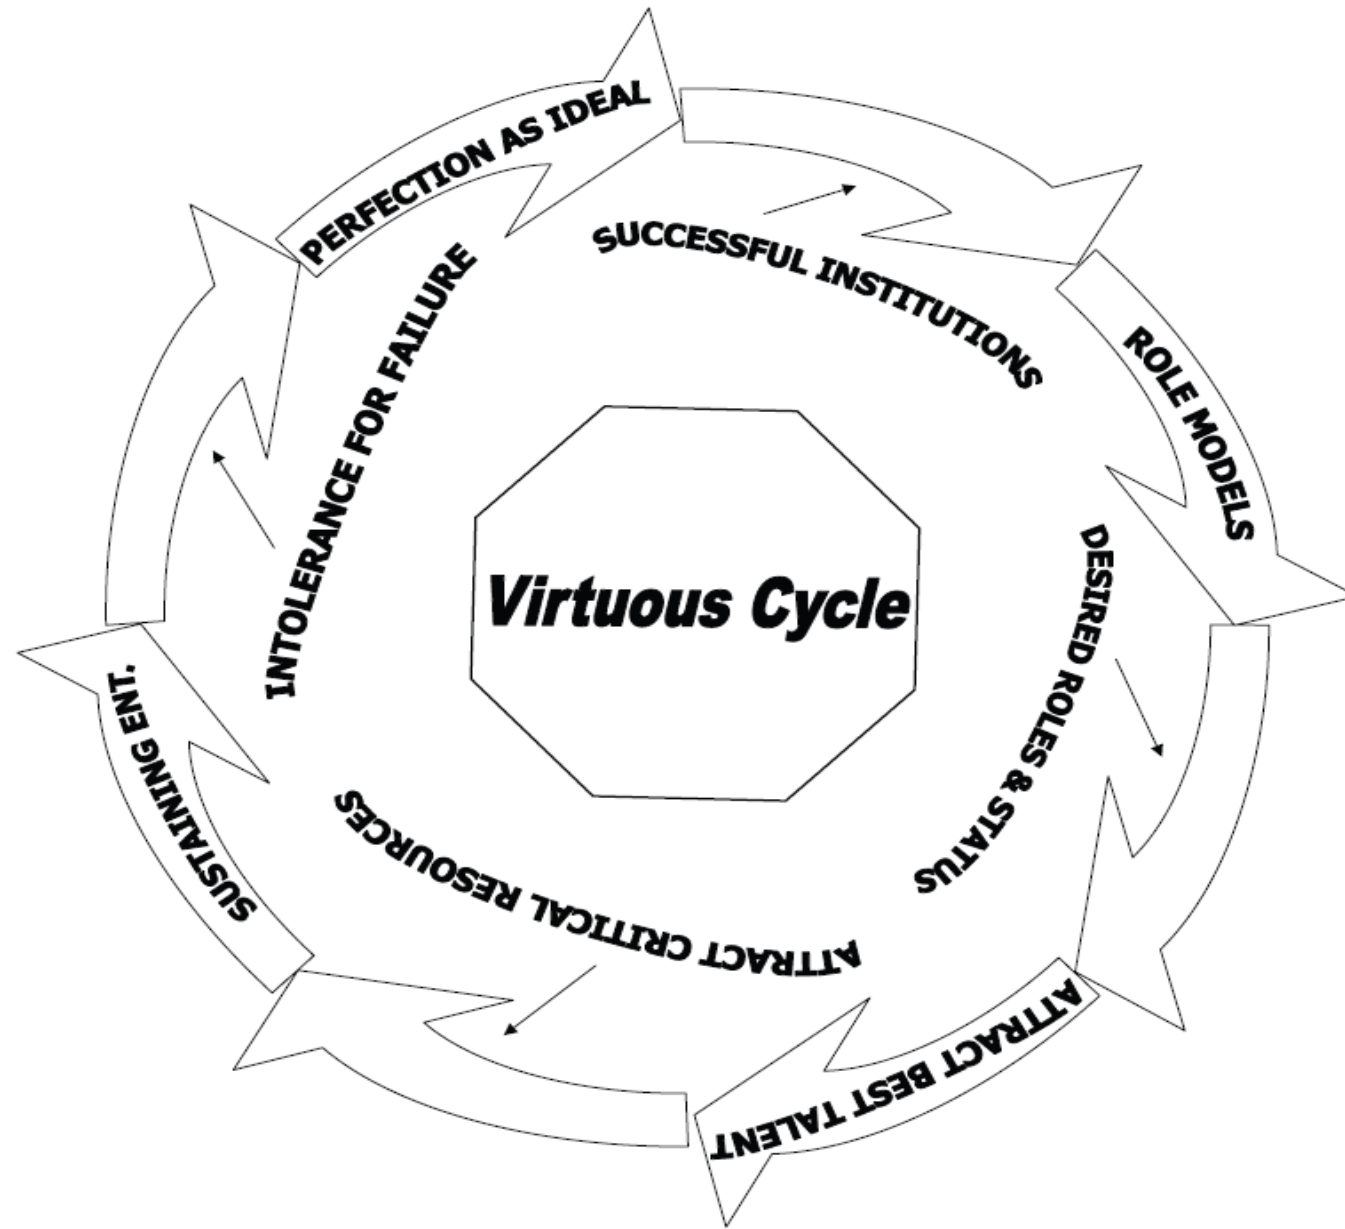 PERFECTION AS IDEAL
SUCCESSFUL INSTITUTIONS
ROLE MODELS
DESIRED ROLES & STATUS
ATTRACT BEST TALENT
ATTRACT CRITICAL RESOURCES
SUSTAINING ENT.
INTOLERANCE FOR FAILURE
Virtuous Cycle